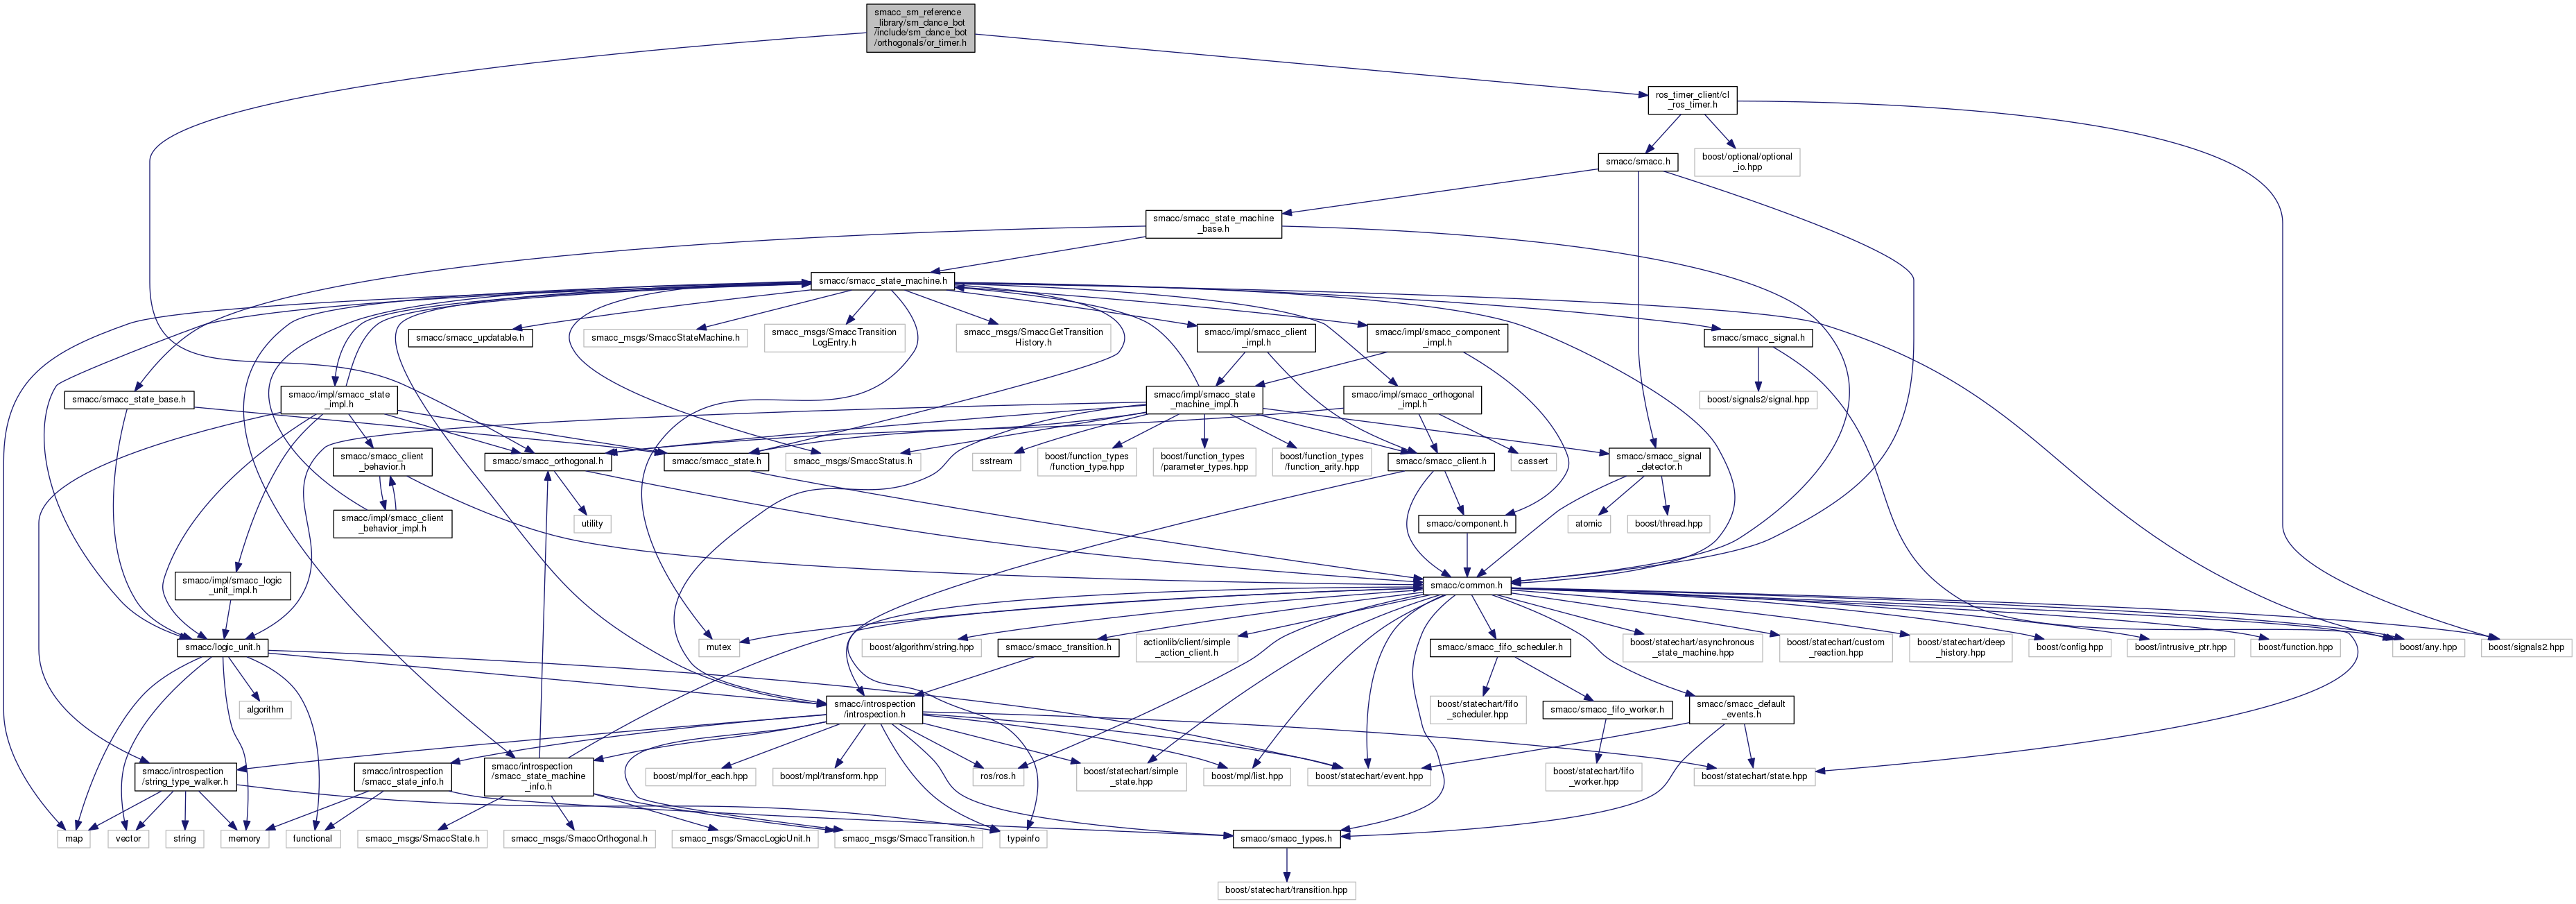 smacc_sm_reference
_library/sm_dance_bot
/include/sm_dance_bot
/orthogonals/or_timer.h
ros_timer_client/cl
_ros_timer.h
smacc/smacc.h
boost/optional/optional
_io.hpp
smacc/smacc_state_machine
_base.h
smacc/smacc_state_machine.h
smacc/smacc_updatable.h
smacc_msgs/SmaccStateMachine.h
smacc_msgs/SmaccTransition
LogEntry.h
smacc_msgs/SmaccGetTransition
History.h
smacc/impl/smacc_client
_impl.h
smacc/impl/smacc_component
_impl.h
smacc/smacc_signal.h
smacc/smacc_state_base.h
smacc/impl/smacc_state
_impl.h
smacc/impl/smacc_state
_machine_impl.h
smacc/impl/smacc_orthogonal
_impl.h
boost/signals2/signal.hpp
smacc/smacc_client
_behavior.h
smacc/smacc_orthogonal.h
smacc/smacc_state.h
smacc_msgs/SmaccStatus.h
sstream
boost/function_types
/function_type.hpp
boost/function_types
/parameter_types.hpp
boost/function_types
/function_arity.hpp
smacc/smacc_client.h
cassert
smacc/smacc_signal
_detector.h
smacc/impl/smacc_client
_behavior_impl.h
utility
smacc/component.h
atomic
boost/thread.hpp
smacc/impl/smacc_logic
_unit_impl.h
smacc/common.h
smacc/logic_unit.h
mutex
boost/algorithm/string.hpp
smacc/smacc_transition.h
actionlib/client/simple
_action_client.h
smacc/smacc_fifo_scheduler.h
boost/statechart/asynchronous
_state_machine.hpp
boost/statechart/custom
_reaction.hpp
boost/statechart/deep
_history.hpp
boost/config.hpp
boost/intrusive_ptr.hpp
boost/function.hpp
boost/any.hpp
boost/signals2.hpp
algorithm
smacc/introspection
/introspection.h
boost/statechart/fifo
_scheduler.hpp
smacc/smacc_fifo_worker.h
smacc/smacc_default
_events.h
smacc/introspection
/string_type_walker.h
smacc/introspection
/smacc_state_info.h
smacc/introspection
/smacc_state_machine
_info.h
boost/mpl/for_each.hpp
boost/mpl/transform.hpp
ros/ros.h
boost/statechart/simple
_state.hpp
boost/mpl/list.hpp
boost/statechart/event.hpp
boost/statechart/fifo
_worker.hpp
boost/statechart/state.hpp
map
vector
string
memory
functional
smacc_msgs/SmaccState.h
smacc_msgs/SmaccOrthogonal.h
smacc_msgs/SmaccLogicUnit.h
smacc_msgs/SmaccTransition.h
typeinfo
smacc/smacc_types.h
boost/statechart/transition.hpp